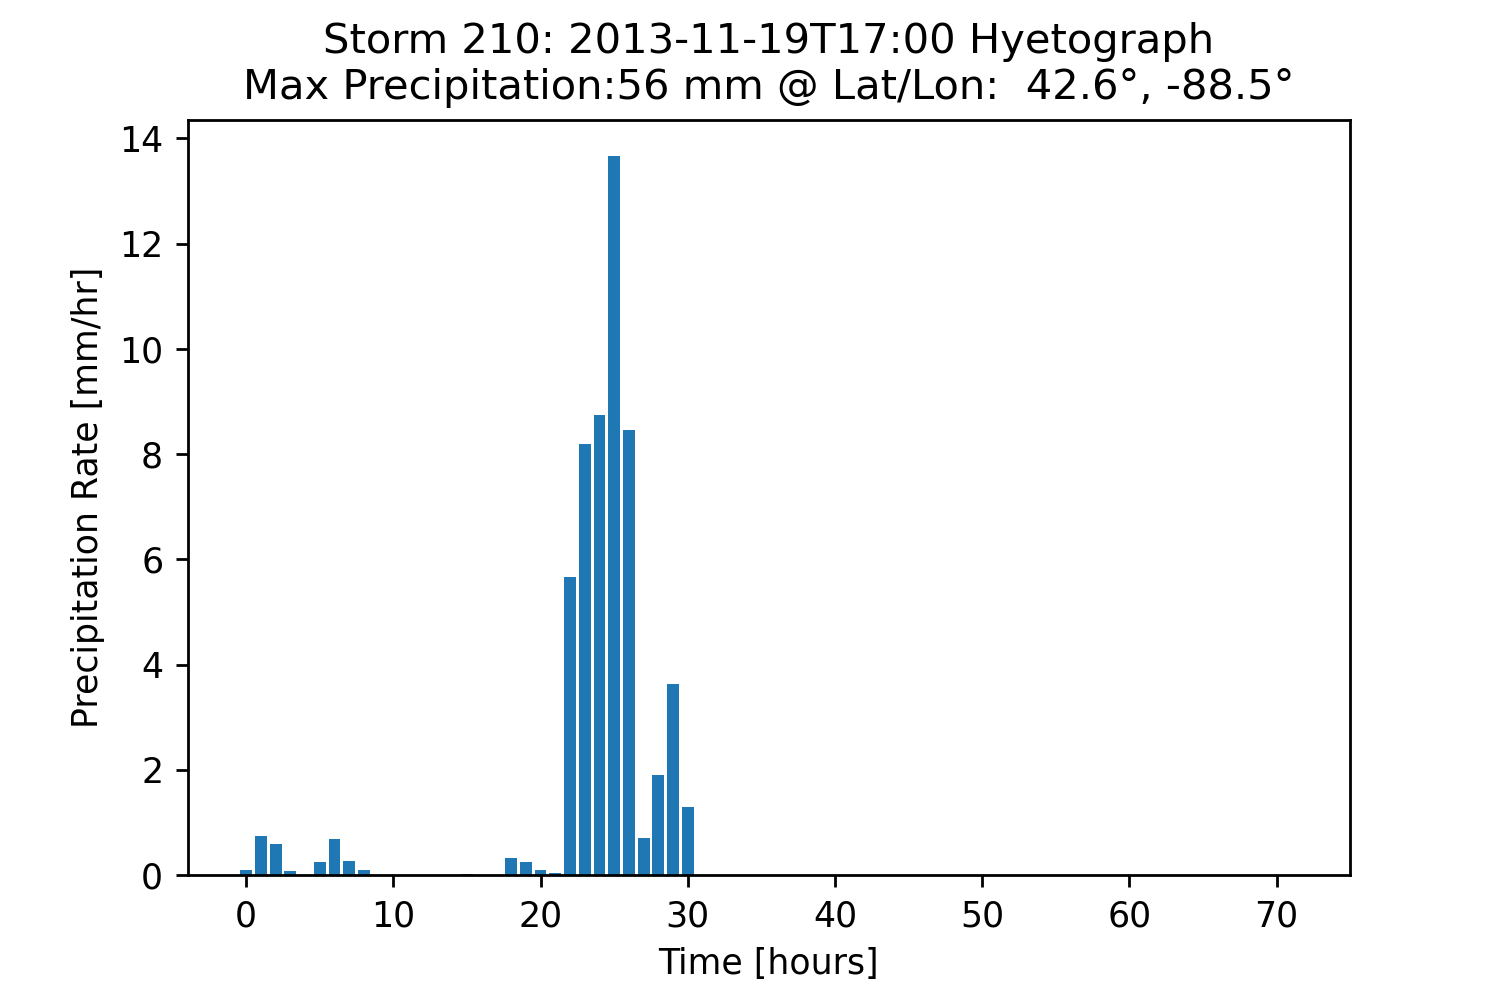 Storm 210: 2013-11-19T17:00 Hyetograph
Max Precipitation:56 mm @ Lat/Lon:  42.6°, -88.5°
14
12
10
8
6
4
2
0
Precipitation Rate [mm/hr]
0 10 20 30 40 50 60 70
Time [hours]